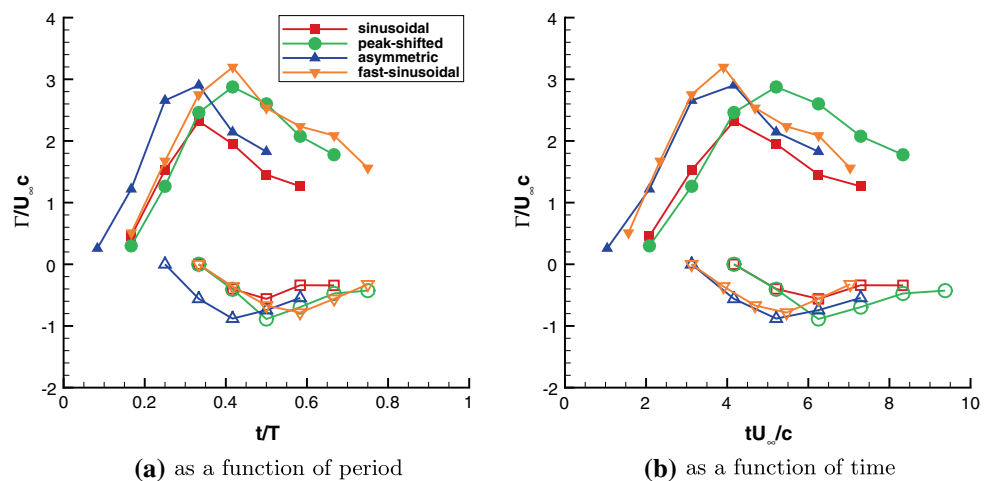 4
3
2
1
0
-1
-2
Γ/U∞c
0 0.2 0.4 0.6 0.8 1
t/T
sinusoidal
peak-shifted
asymmetric
fast-sinusoidal
(a) as a function of period
4
3
2
1
0
-1
-2
Γ/U∞c
0 2 4 6 8 10
tU∞/c
(b) as a function of time